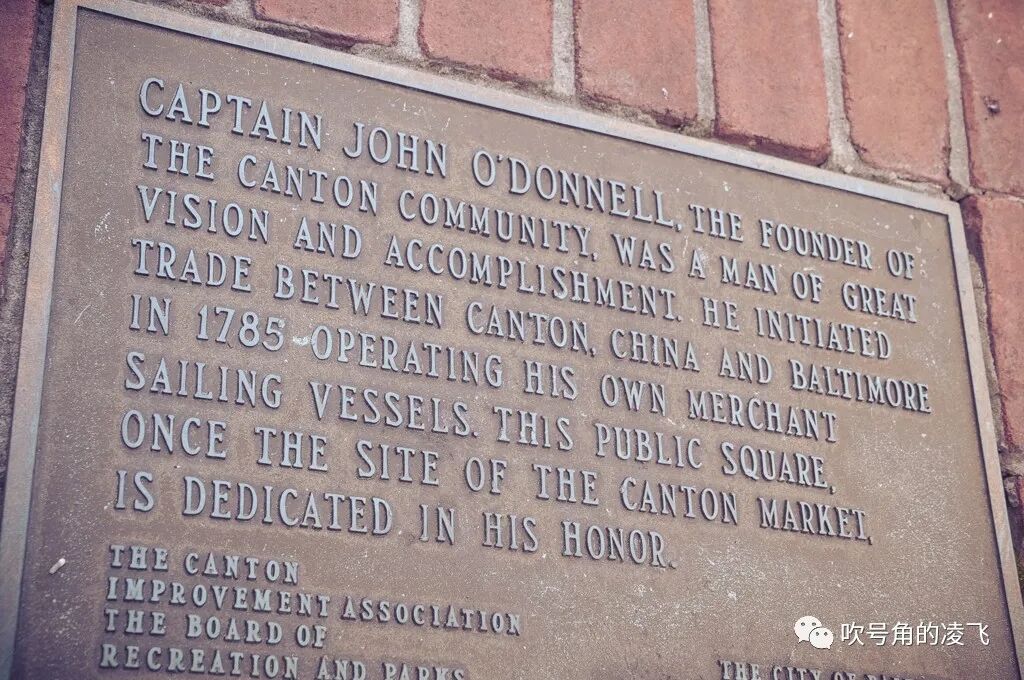 CAPTAIN JOHN O'DONNELL, THE FOUNDER OF
THE CANTON COMMUNITY, WAS A MAN OF GREAT
VISION AND ACCOMPLISHMENT. HE INITIATED
TRADE BETWEEN CANTON, CHINA AND BALTIMORE
IN 1785 OPERATING HIS OWN MERCHANT
SAILING VESSELS. THIS PUBLIC SQUARE,
ONCE THE SITE OF THE CANTON MARKET,
IS DEDICATED IN HIS HONOR.
THE CANTON
IMPROVEMENT ASSOCIATION
THE BOARD OF
RECREATION AND PARKS
THE CITY OF
吹号角的凌飞